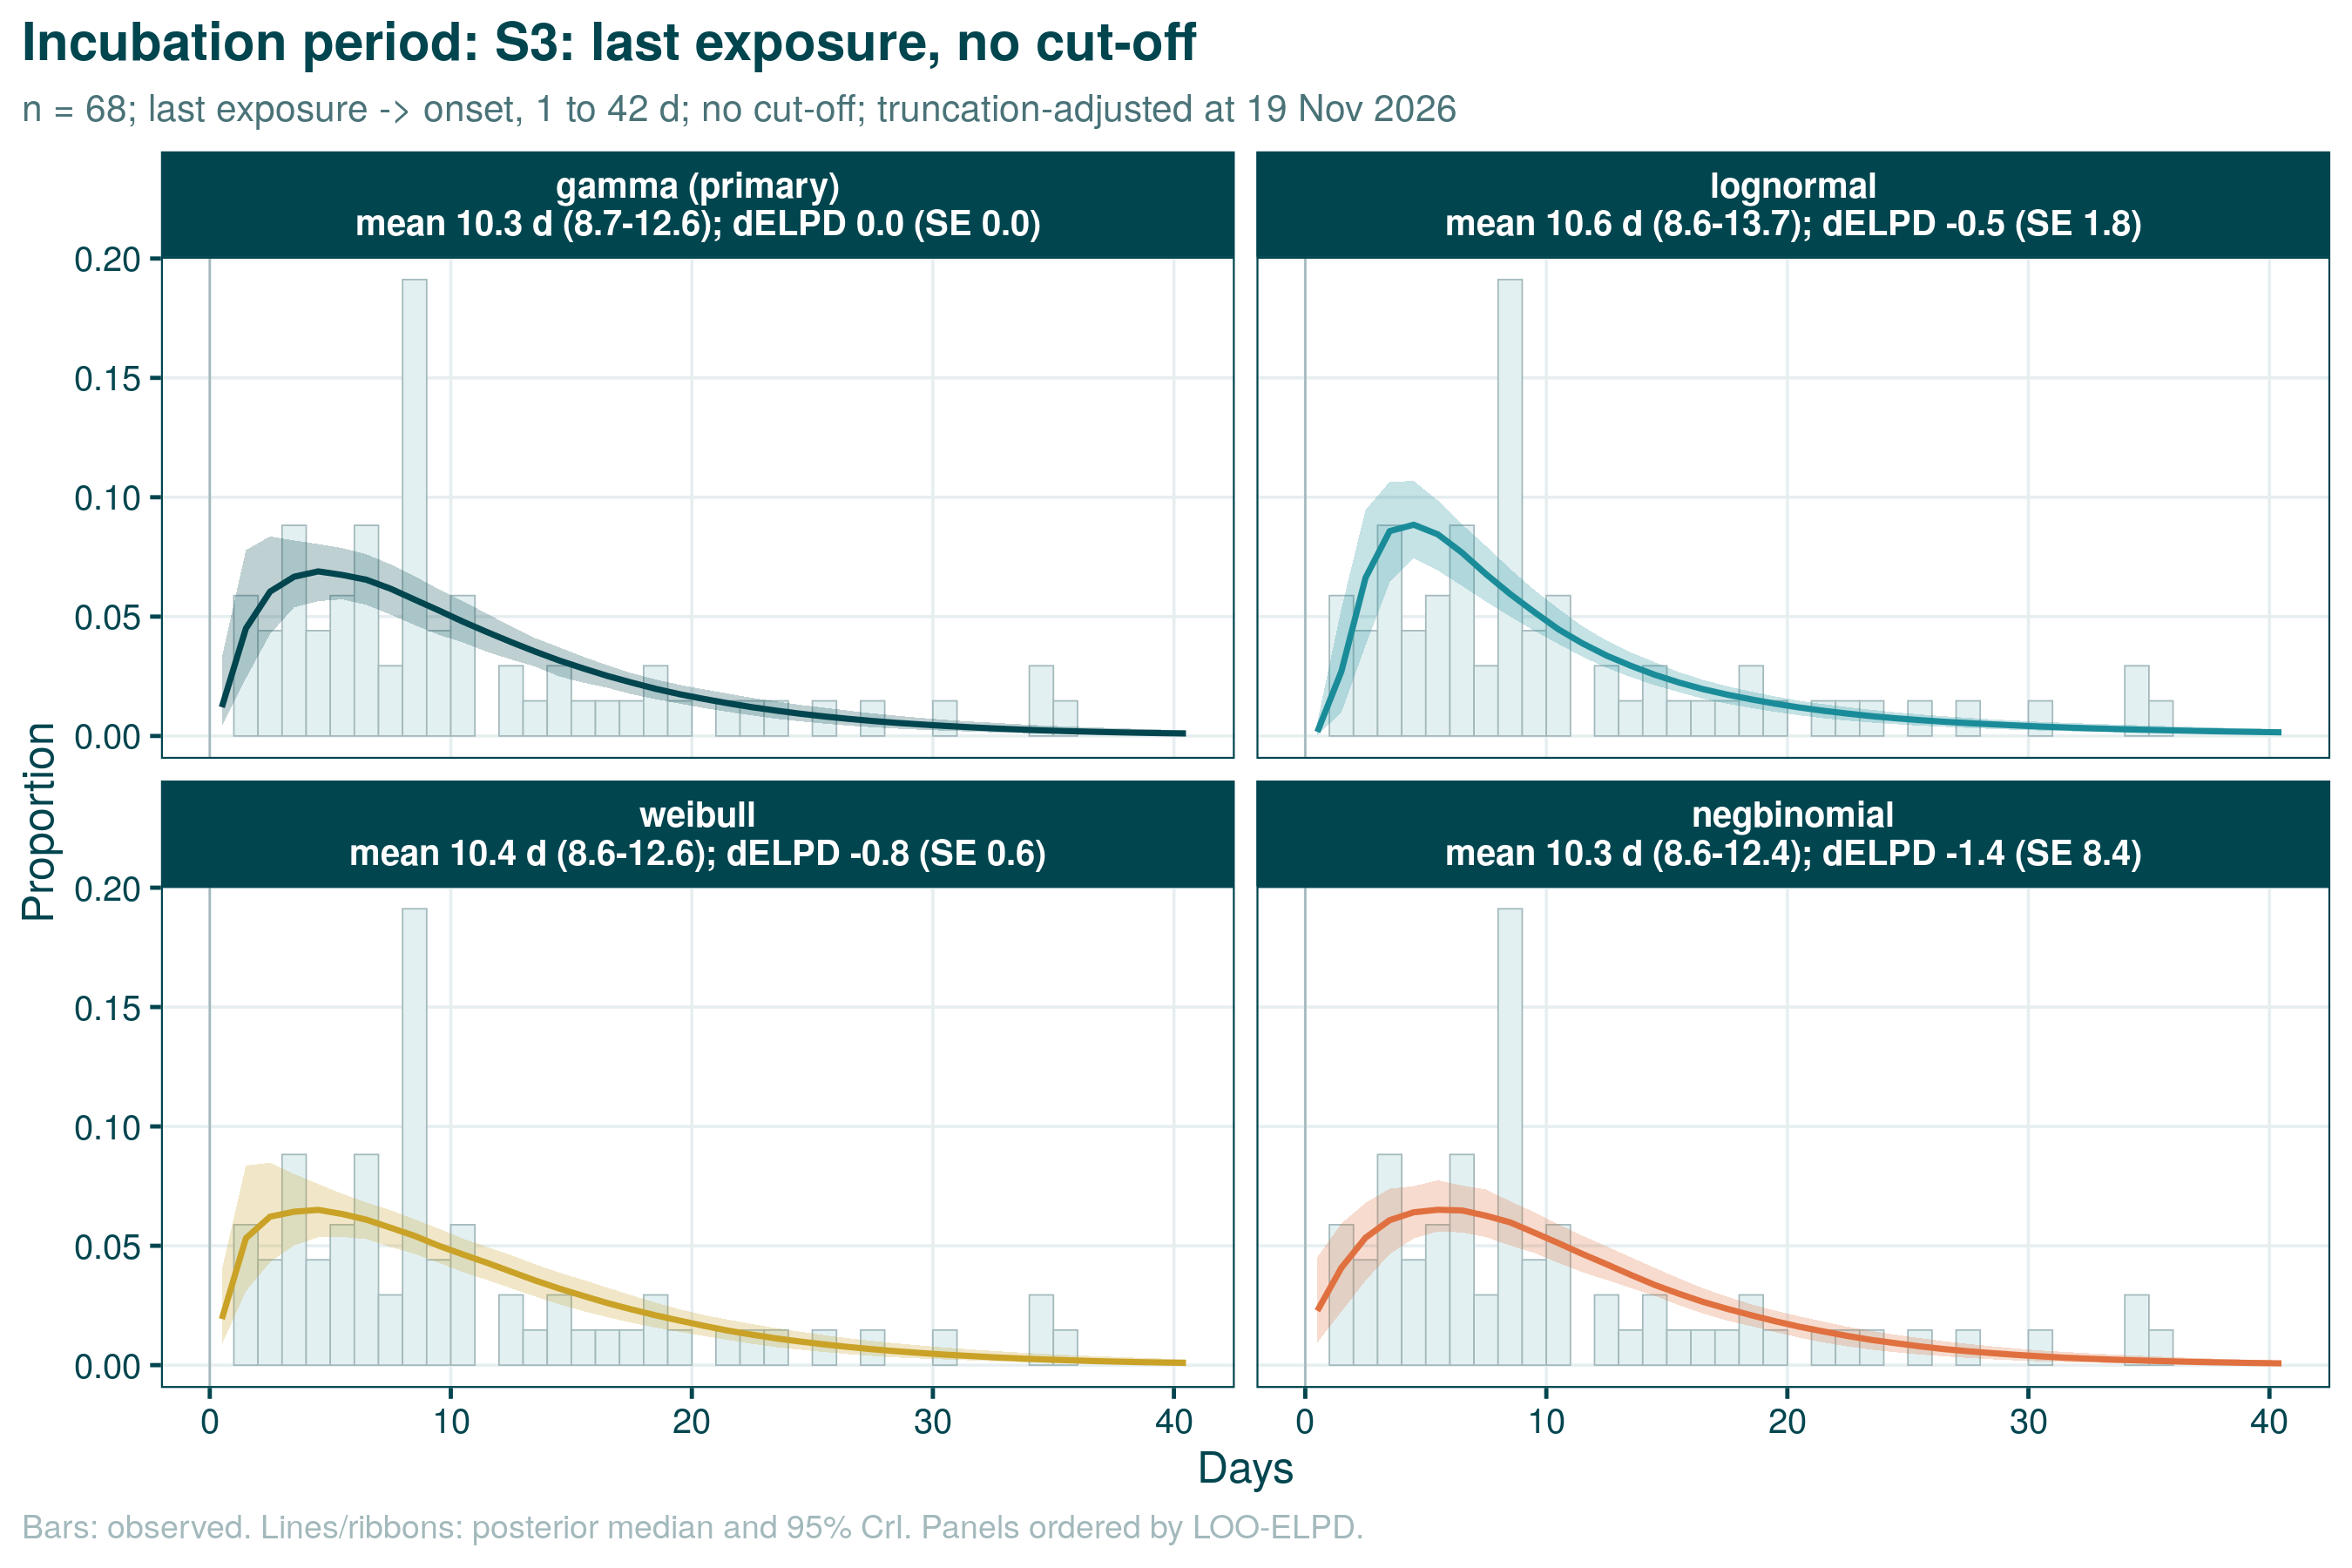 Incubation period: S3: last exposure, no cut-off
n = 68; last exposure -> onset, 1 to 42 d; no cut-off; truncation-adjusted at 19 Nov 2026
gamma (primary)
mean 10.3 d (8.7-12.6); dELPD 0.0 (SE 0.0)
lognormal
mean 10.6 d (8.6-13.7); dELPD -0.5 (SE 1.8)
0.20
0.15
0.10
0.05
0.00
weibull
mean 10.4 d (8.6-12.6); dELPD -0.8 (SE 0.6)
negbinomial
mean 10.3 d (8.6-12.4); dELPD -1.4 (SE 8.4)
Proportion
0.20
0.15
0.10
0.05
0.00
0 10 20 30 40
0 10 20 30 40
Days
Bars: observed. Lines/ribbons: posterior median and 95% CrI. Panels ordered by LOO-ELPD.